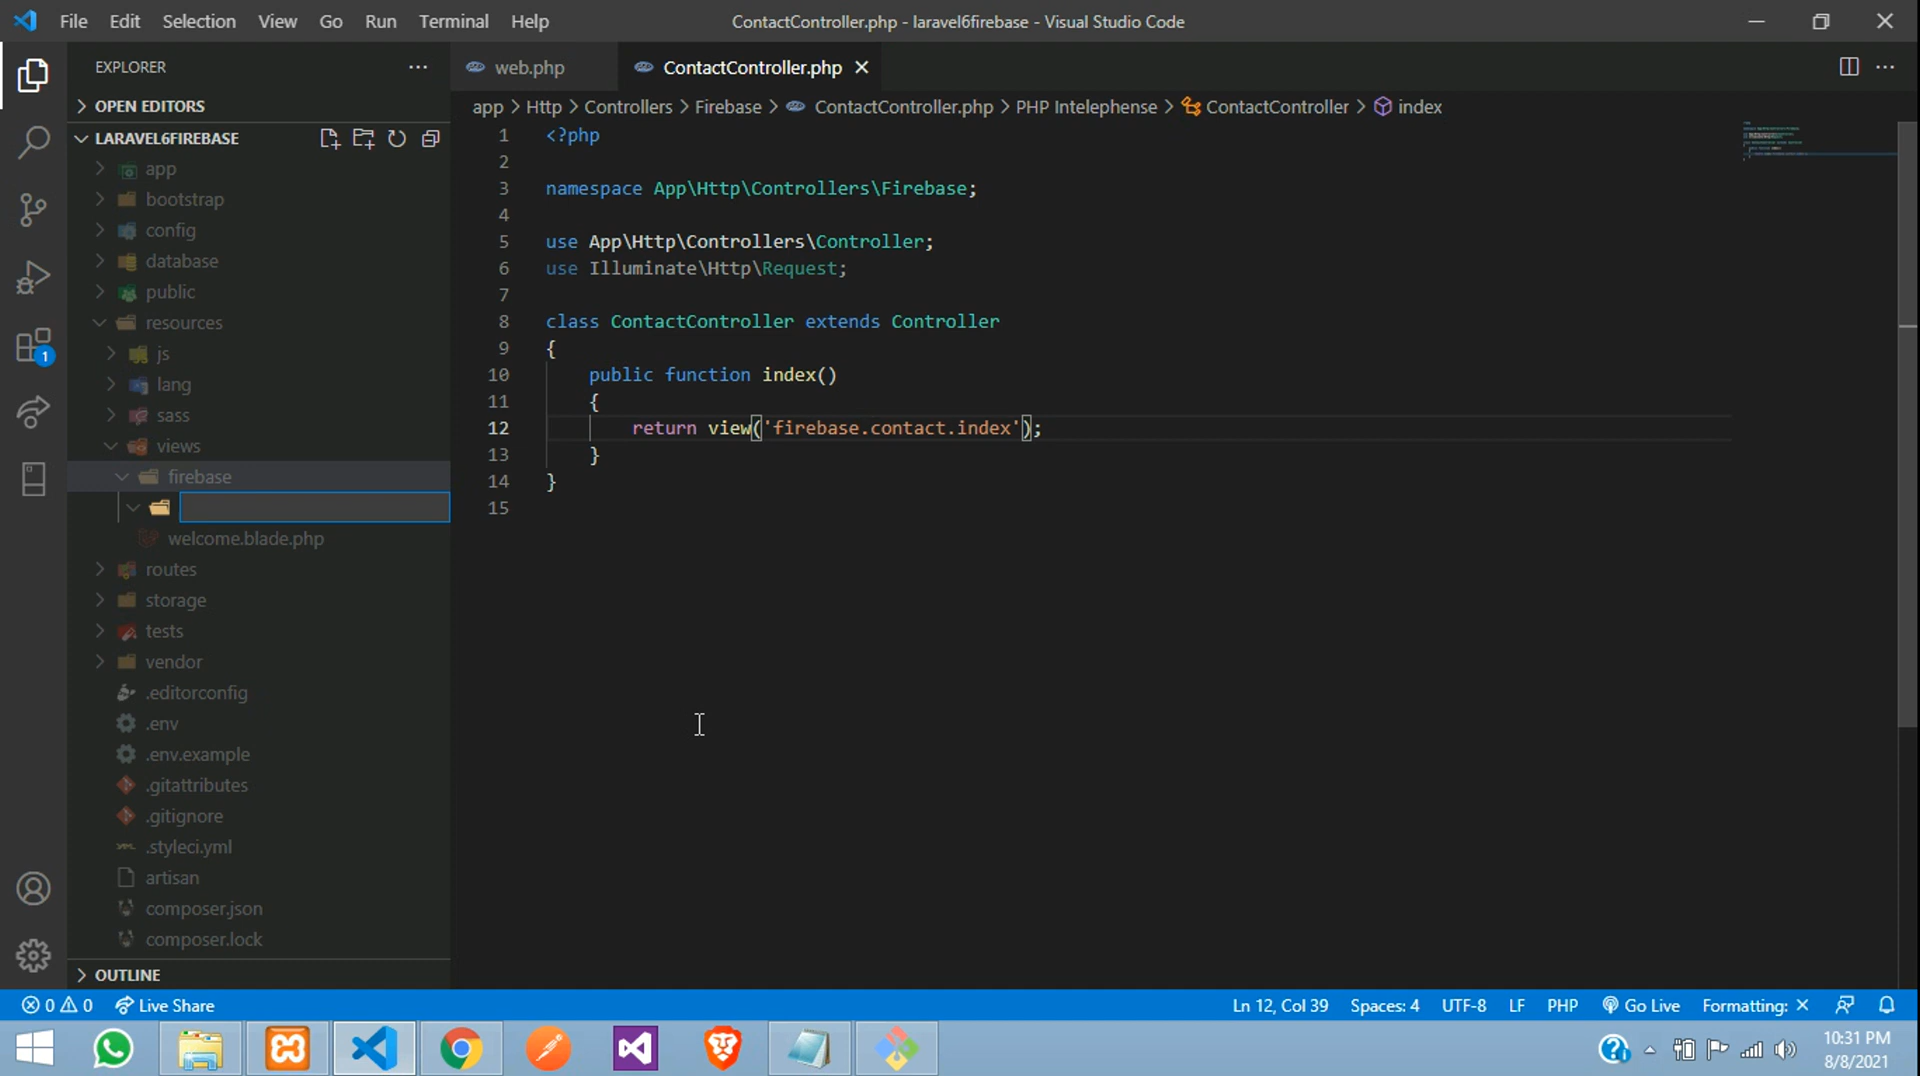 File Edit Selection View Go Run Terminal Help
ContactController.php - laravel6firebase - Visual Studio Code
EXPLORER
web.php
ContactController.php
OPEN EDITORS
app > Http > Controllers > Firebase > ContactController.php > PHP Intelephense > ContactController > index
LARAVEL6FIREBASE
app
bootstrap
config
database
public
resources
js
lang
sass
views
firebase
welcome.blade.php
routes
storage
tests
vendor
.editorconfig
.env
.env.example
.gitattributes
.gitignore
.styleci.yml
artisan
composer.json
composer.lock
OUTLINE
1 <?php
2
3 namespace App\Http\Controllers\Firebase;
4
5 use App\Http\Controllers\Controller;
6 use Illuminate\Http\Request;
7
8 class ContactController extends Controller
9 {
10 public function index()
11 {
12 return view('firebase.contact.index');
13 }
14 }
15
1
0 0 Live Share
Ln 12, Col 39 Spaces: 4 UTF-8 LF PHP Go Live Formatting: ×
10:31 PM
8/8/2021